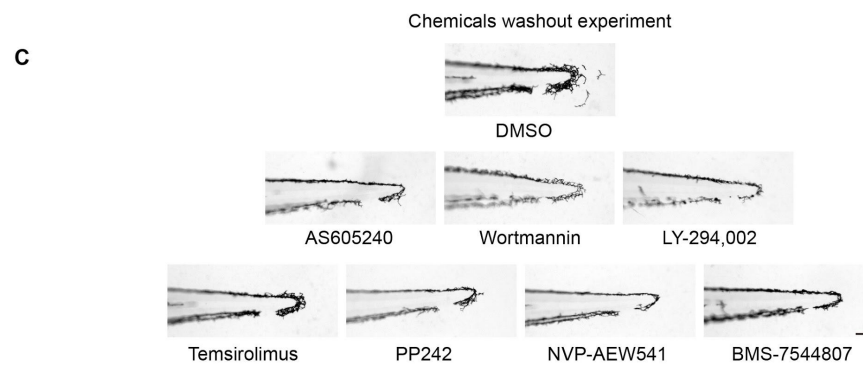 Chemicals washout experiment
C
DMSO
AS605240
Wortmannin
LY-294,002
Temsirolimus
PP242
NVP-AEW541
BMS-7544807